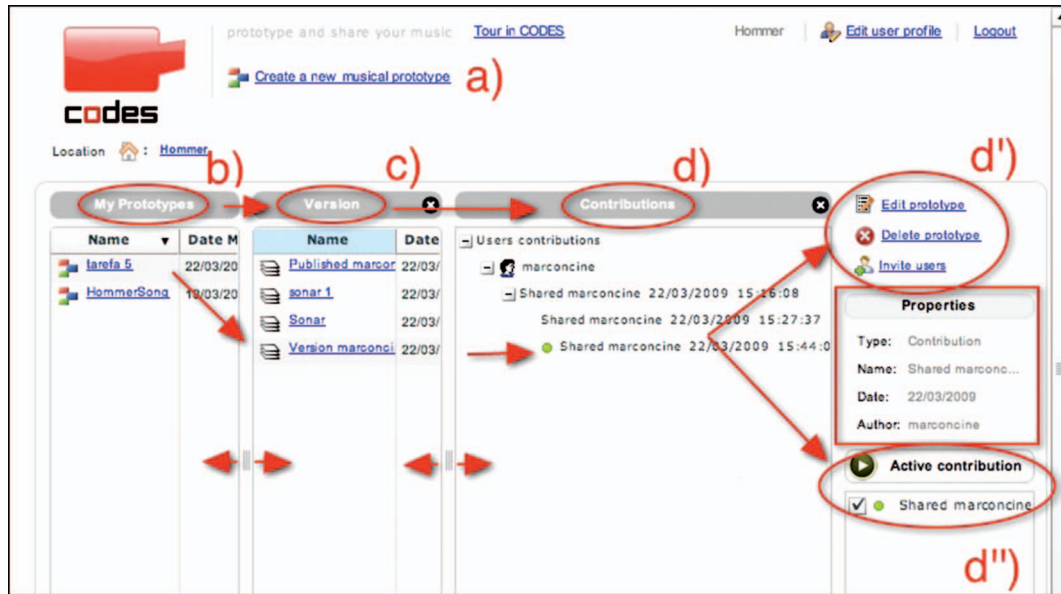 prototype and share your music Tour in CODES Hommer Edit user profile Logout
Create a new musical prototype a)
codes
Location : Hommer
b) c) d) d')
My Prototypes Version Contributions
Edit prototype
Delete prototype
Invite users
Name Date M Name Date
Users contributions
tarefa 5 22/03/20 Published marcor 22/03/
marconcine
HommerSong 19/03/20 sonar 1 22/03/
Shared marconcine 22/03/2009 15:16:08
Sonar 22/03/
Shared marconcine 22/03/2009 15:27:37
Version marconci 22/03/
Shared marconcine 22/03/2009 15:44:0
Properties
Type: Contribution
Name: Shared marconc...
Date: 22/03/2009
Author: marconcine
Active contribution
Shared marconcine
d'')